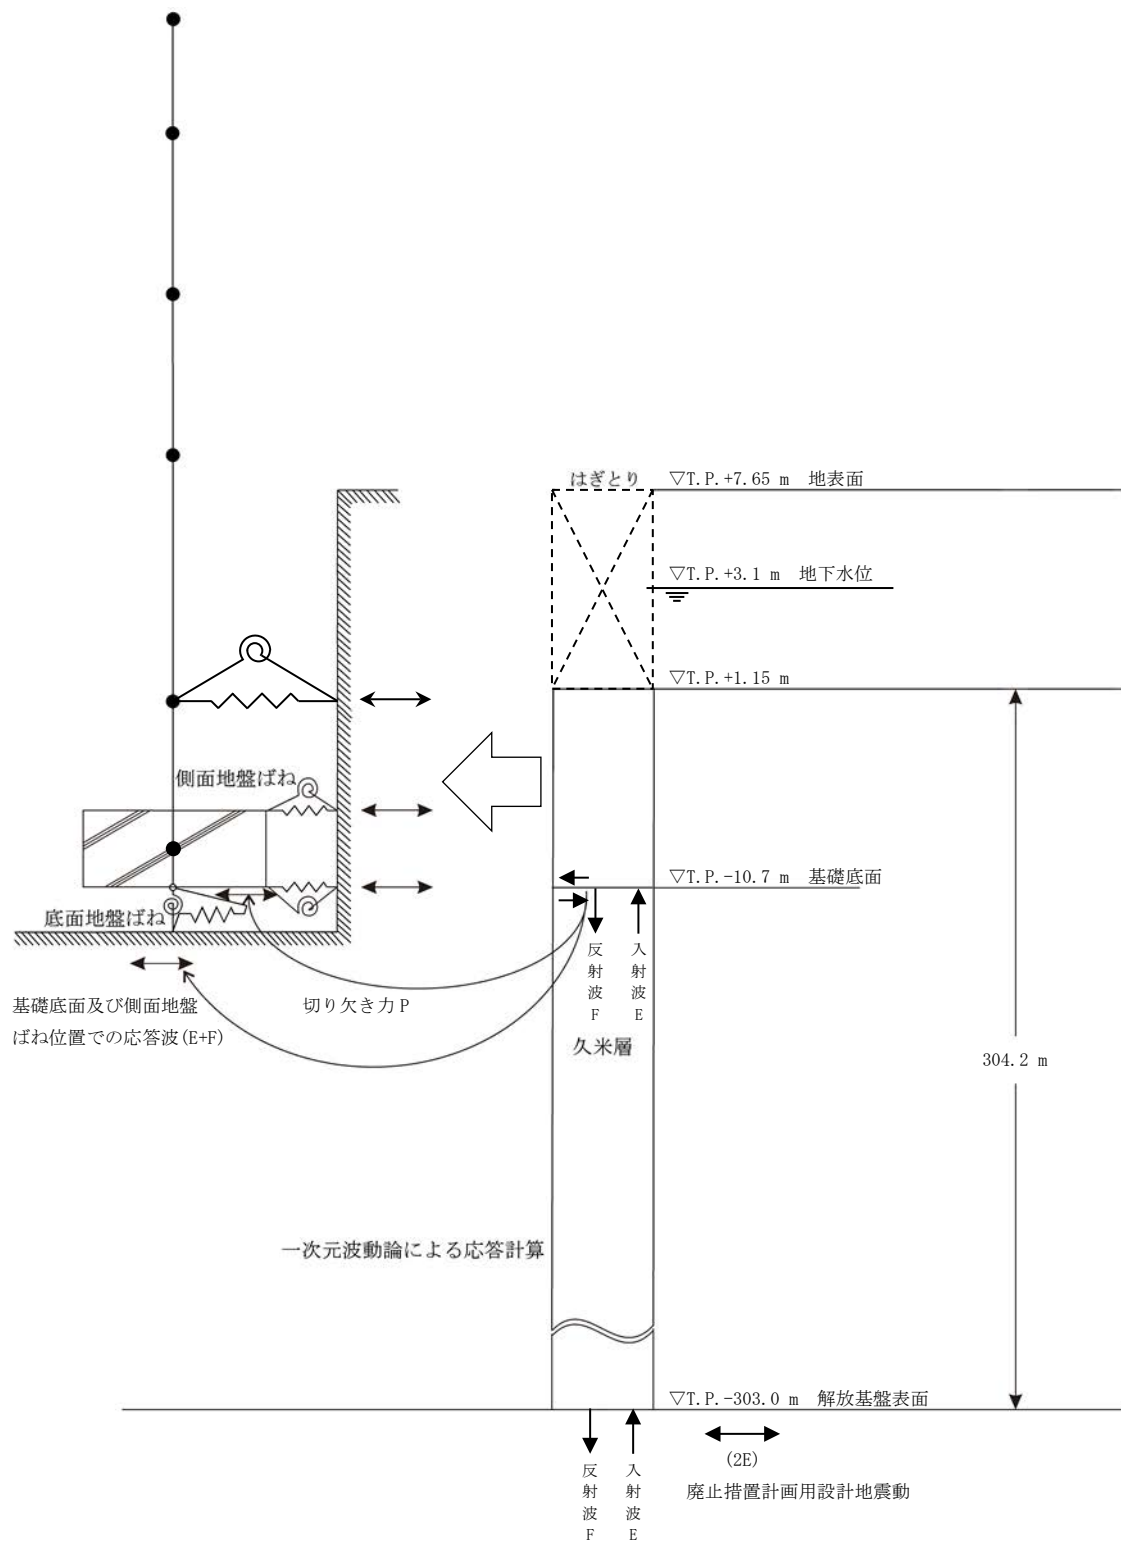 はぎとり
▽T.P.+7.65 m 地表面
▽T.P.+3.1 m 地下水位
▽T.P.+1.15 m
側面地盤ばね
▽T.P.-10.7 m 基礎底面
底面地盤ばね
反射波F
入射波E
基礎底面及び側面地盤
ばね位置での応答波(E+F)
切り欠き力P
久米層
304.2 m
一次元波動論による応答計算
▽T.P.-303.0 m 解放基盤表面
(2E)
廃止措置計画用設計地震動
反射波F
入射波E